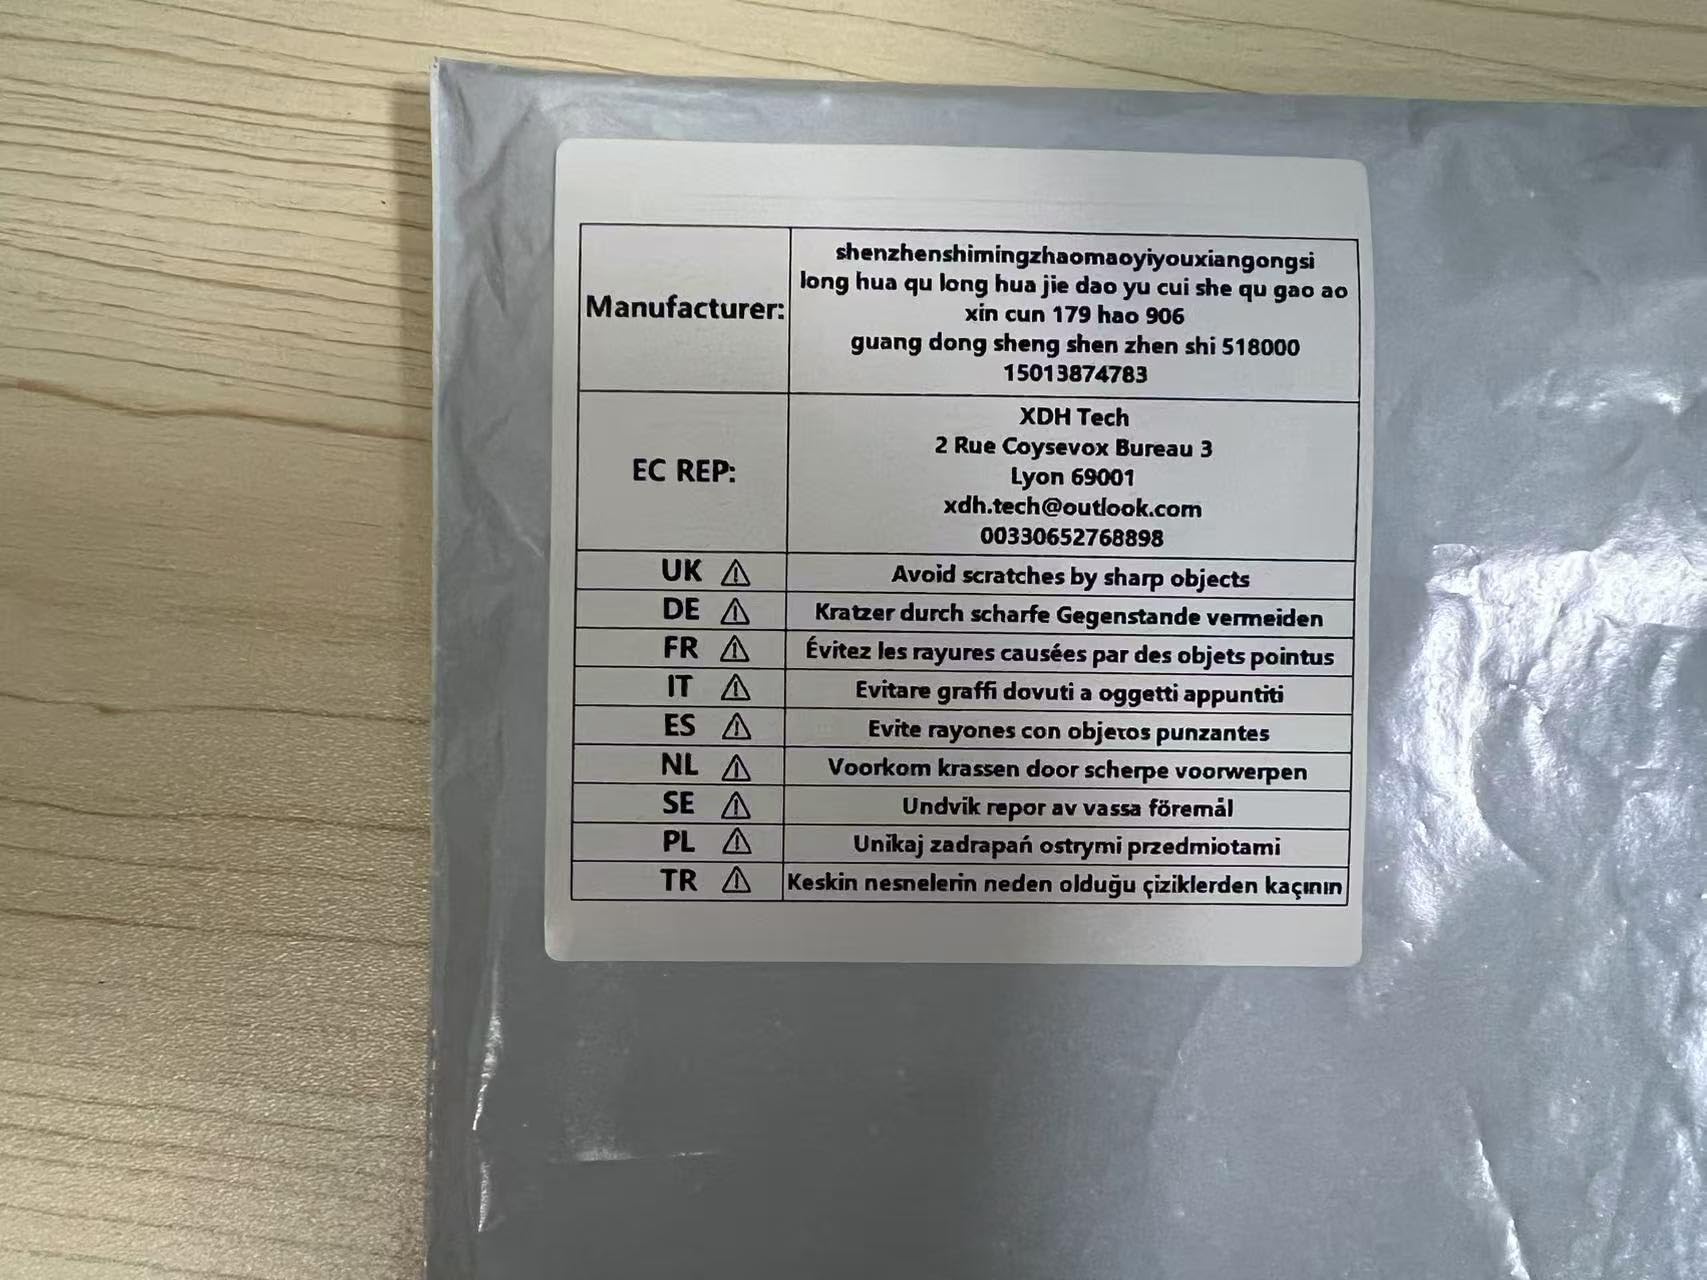 Manufacturer:
shenzhenshimingzhaomaoyiyouxiangongsi
long hua qu long hua jie dao yu cui she qu gao ao
xin cun 179 hao 906
guang dong sheng shen zhen shi 518000
15013874783
EC REP:
XDH Tech
2 Rue Coysevox Bureau 3
Lyon 69001
xdh.tech@outlook.com
00330652768898
UK ⚠ Avoid scratches by sharp objects
DE ⚠ Kratzer durch scharfe Gegenstande vermeiden
FR ⚠ Évitez les rayures causées par des objets pointus
IT ⚠ Evitare graffi dovuti a oggetti appuntiti
ES ⚠ Evite rayones con objetos punzantes
NL ⚠ Voorkom krassen door scherpe voorwerpen
SE ⚠ Undvik repor av vassa föremål
PL ⚠ Unikaj zadrapań ostrymi przedmiotami
TR ⚠ Keskin nesnelerin neden olduğu çiziklerden kaçının